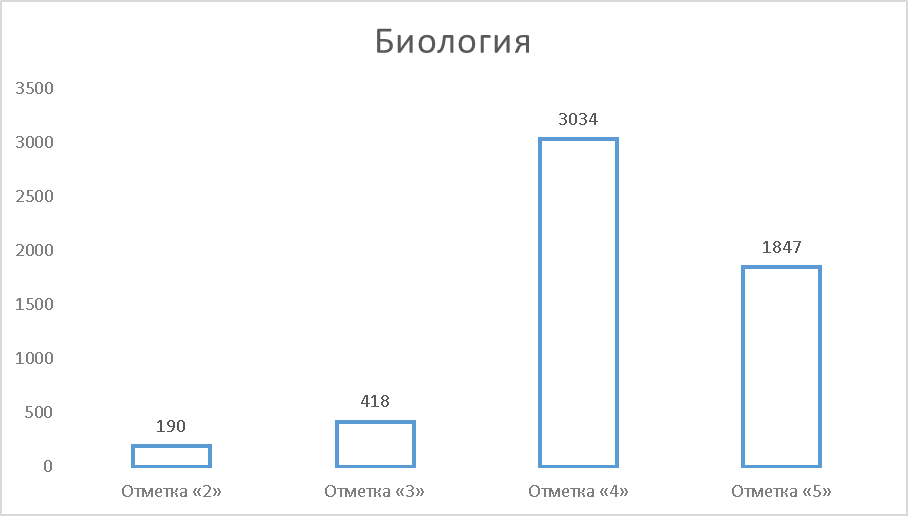 Биология
3500
3000
2500
2000
1500
1000
500
0
190
418
3034
1847
Отметка «2»
Отметка «3»
Отметка «4»
Отметка «5»